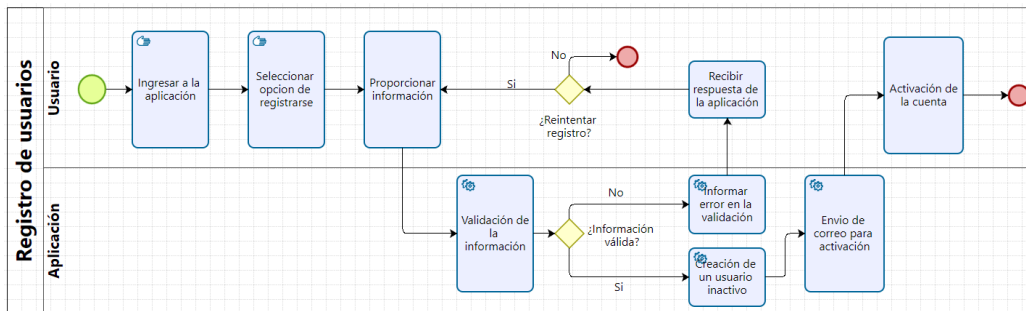 Registro de usuarios
Usuario
Ingresar a la
aplicación
Seleccionar
opcion de
registrarse
Proporcionar
información
No
Si
¿Reintentar
registro?
Recibir
respuesta de
la aplicación
Activación de
la cuenta
Aplicación
Validación de
la
información
No
¿Información
válida?
Si
Informar
error en la
validación
Creación de
un usuario
inactivo
Envio de
correo para
activación